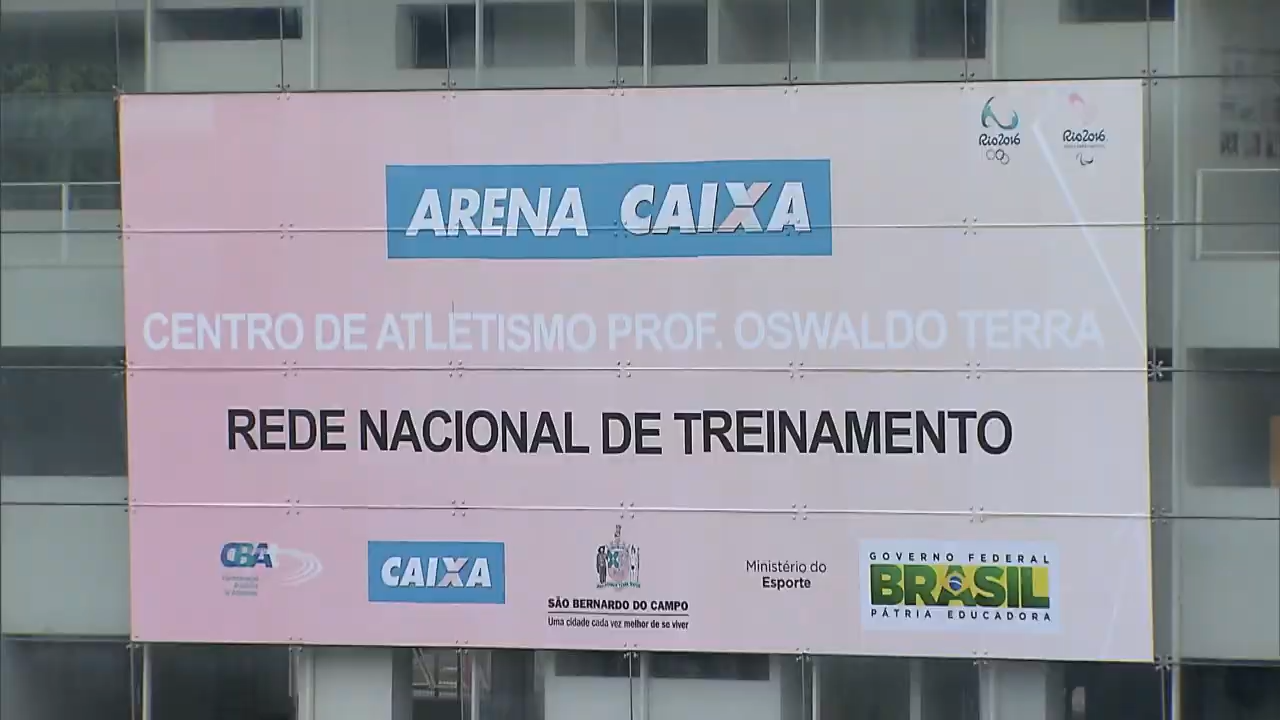 Rio2016
Rio2016
ARENA CAIXA
CENTRO DE ATLETISMO PROF. OSWALDO TERRA
REDE NACIONAL DE TREINAMENTO
CBAt
CAIXA
SÃO BERNARDO DO CAMPO
Uma cidade cada vez melhor de se viver
Ministério do
Esporte
GOVERNO FEDERAL
BRASIL
PÁTRIA EDUCADORA